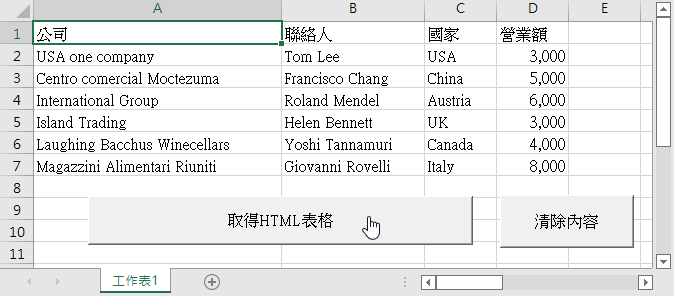 A B C D E
1 公司 聯絡人 國家 營業額
2 USA one company Tom Lee USA 3,000
3 Centro comercial Moctezuma Francisco Chang China 5,000
4 International Group Roland Mendel Austria 6,000
5 Island Trading Helen Bennett UK 3,000
6 Laughing Bacchus Winecellars Yoshi Tannamuri Canada 4,000
7 Magazzini Alimentari Riuniti Giovanni Rovelli Italy 8,000
8
9
10 取得HTML表格 清除內容
11
工作表1